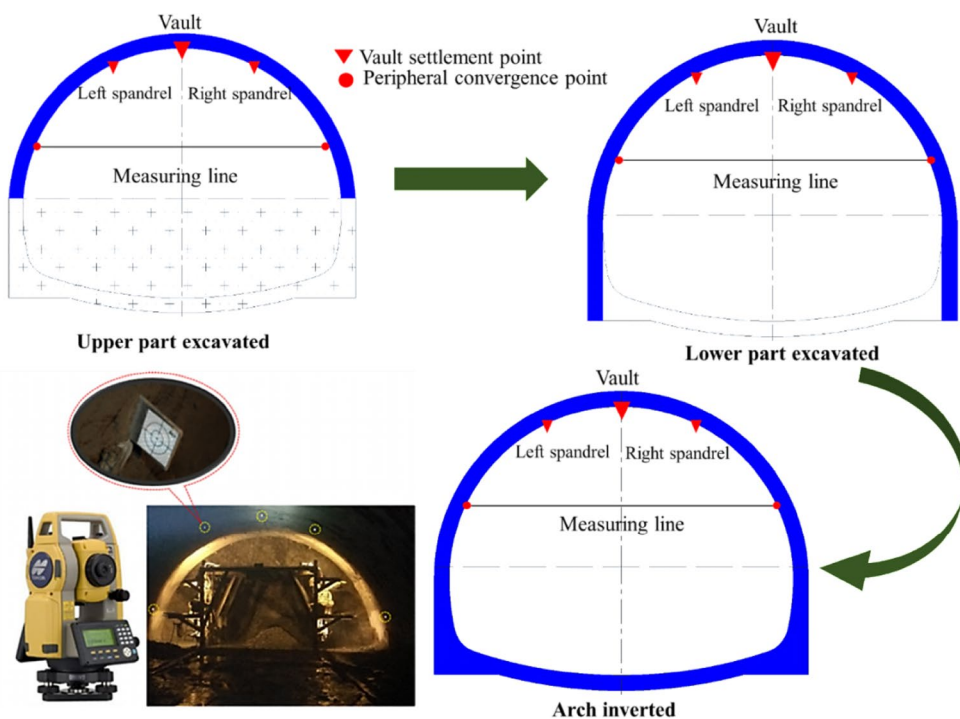 Vault
Left spandrel
Right spandrel
Measuring line
Upper part excavated
Vault settlement point
Peripheral convergence point
Vault
Left spandrel
Right spandrel
Measuring line
Lower part excavated
Vault
Left spandrel
Right spandrel
Measuring line
Arch inverted